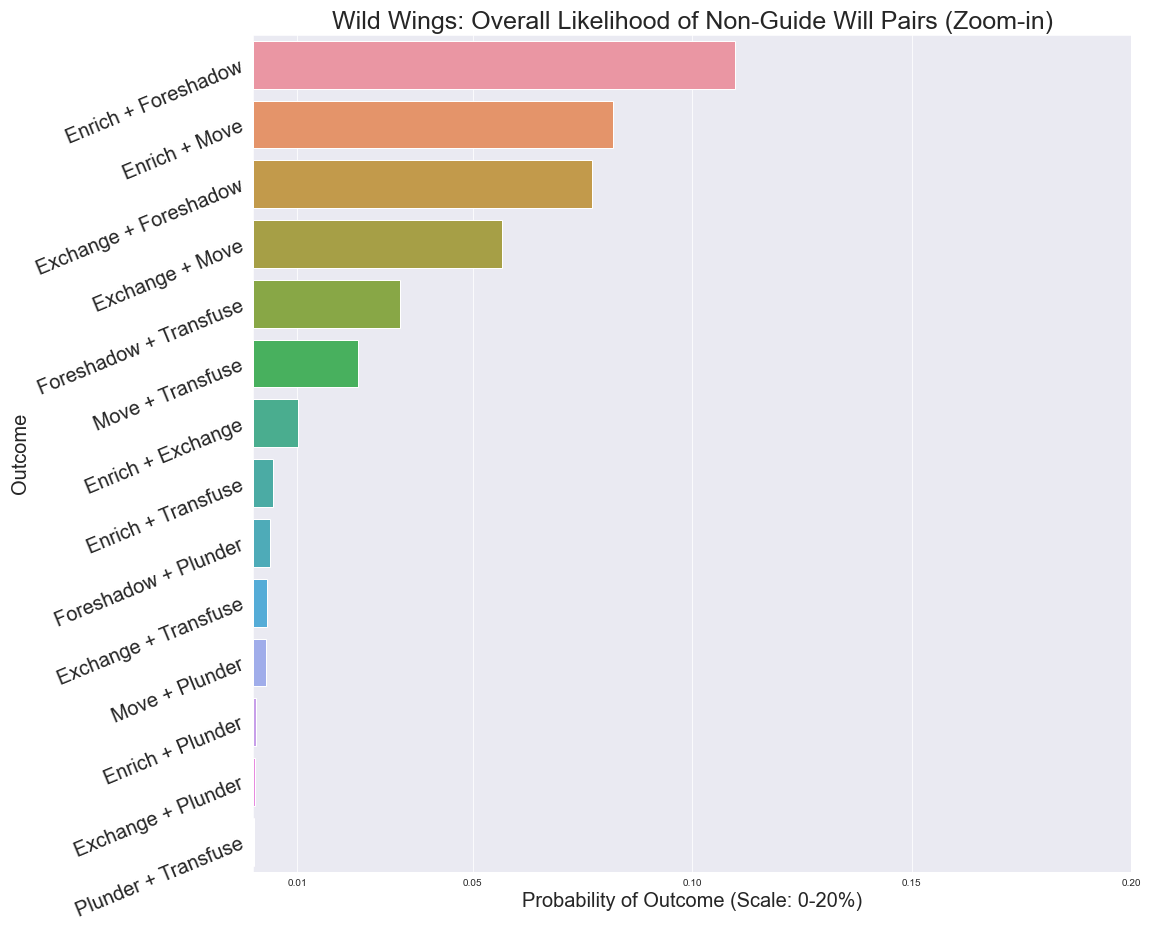 Wild Wings: Overall Likelihood of Non-Guide Will Pairs (Zoom-in)
Enrich + Foreshadow
Enrich + Move
Exchange + Foreshadow
Exchange + Move
Foreshadow + Transfuse
Move + Transfuse
Enrich + Exchange
Enrich + Transfuse
Foreshadow + Plunder
Exchange + Transfuse
Move + Plunder
Enrich + Plunder
Exchange + Plunder
Plunder + Transfuse
Outcome
0.01 0.05 0.10 0.15 0.20
Probability of Outcome (Scale: 0-20%)